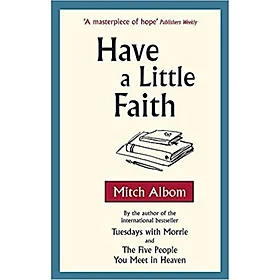 'A masterpiece of hope' Publishers Weekly
Have
a Little
Faith
Mitch Albom
By the author of the
international bestseller
Tuesdays with Morrie
and
The Five People
You Meet in Heaven